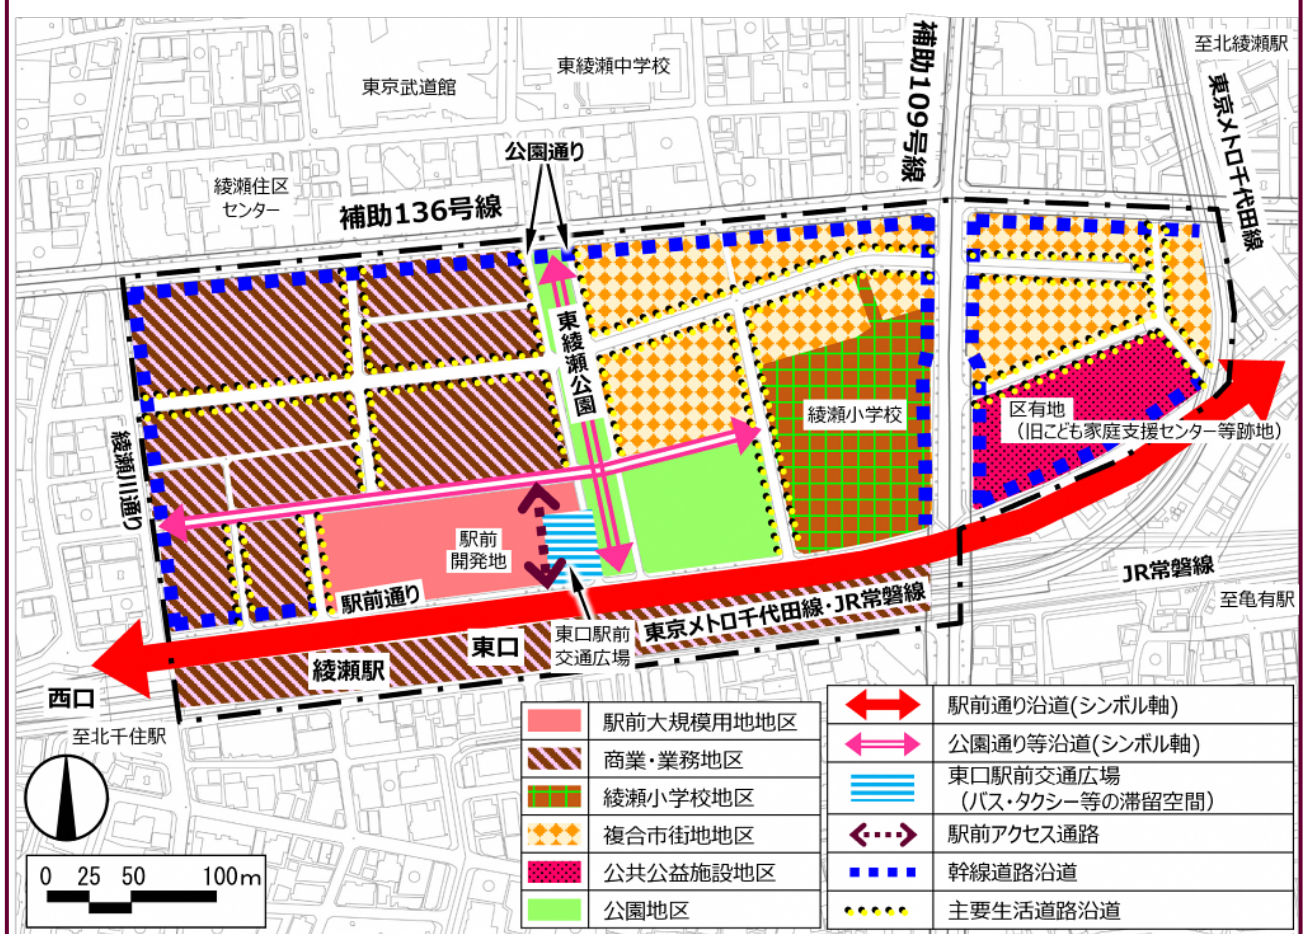 至北綾瀬駅
東綾瀬中学校
東京武道館
補助109号線
東京メトロ千代田線
公園通り
綾瀬住区
センター
補助136号線
東綾瀬公園
綾瀬小学校
区有地
（旧こども家庭支援センター等跡地）
綾瀬川通り
駅前
開発地
駅前通り
JR常磐線
至亀有駅
東京メトロ千代田線・JR常磐線
東口駅前
交通広場
東口
綾瀬駅
西口
至北千住駅
0 25 50 100m
駅前大規模用地地区
商業・業務地区
綾瀬小学校地区
複合市街地地区
公共公益施設地区
公園地区
駅前通り沿道(シンボル軸)
公園通り等沿道(シンボル軸)
東口駅前交通広場
（バス・タクシー等の滞留空間）
駅前アクセス通路
幹線道路沿道
主要生活道路沿道